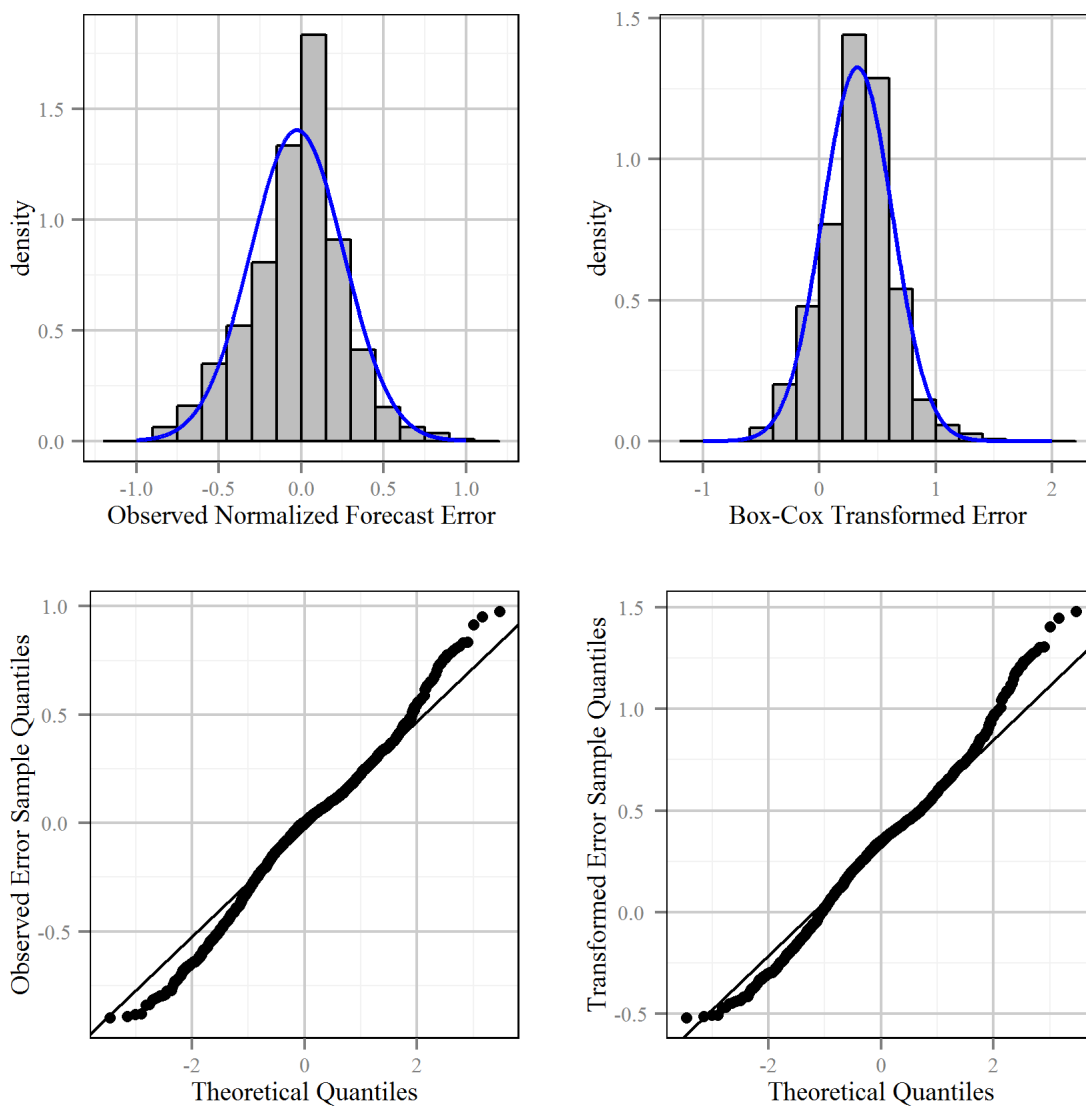 1.5
1.0
0.5
0.0
density
-1.0 -0.5 0.0 0.5 1.0
Observed Normalized Forecast Error
1.5
1.0
0.5
0.0
density
-1 0 1 2
Box-Cox Transformed Error
1.0
0.5
0.0
-0.5
Observed Error Sample Quantiles
-2 0 2
Theoretical Quantiles
1.5
1.0
0.5
0.0
-0.5
Transformed Error Sample Quantiles
-2 0 2
Theoretical Quantiles